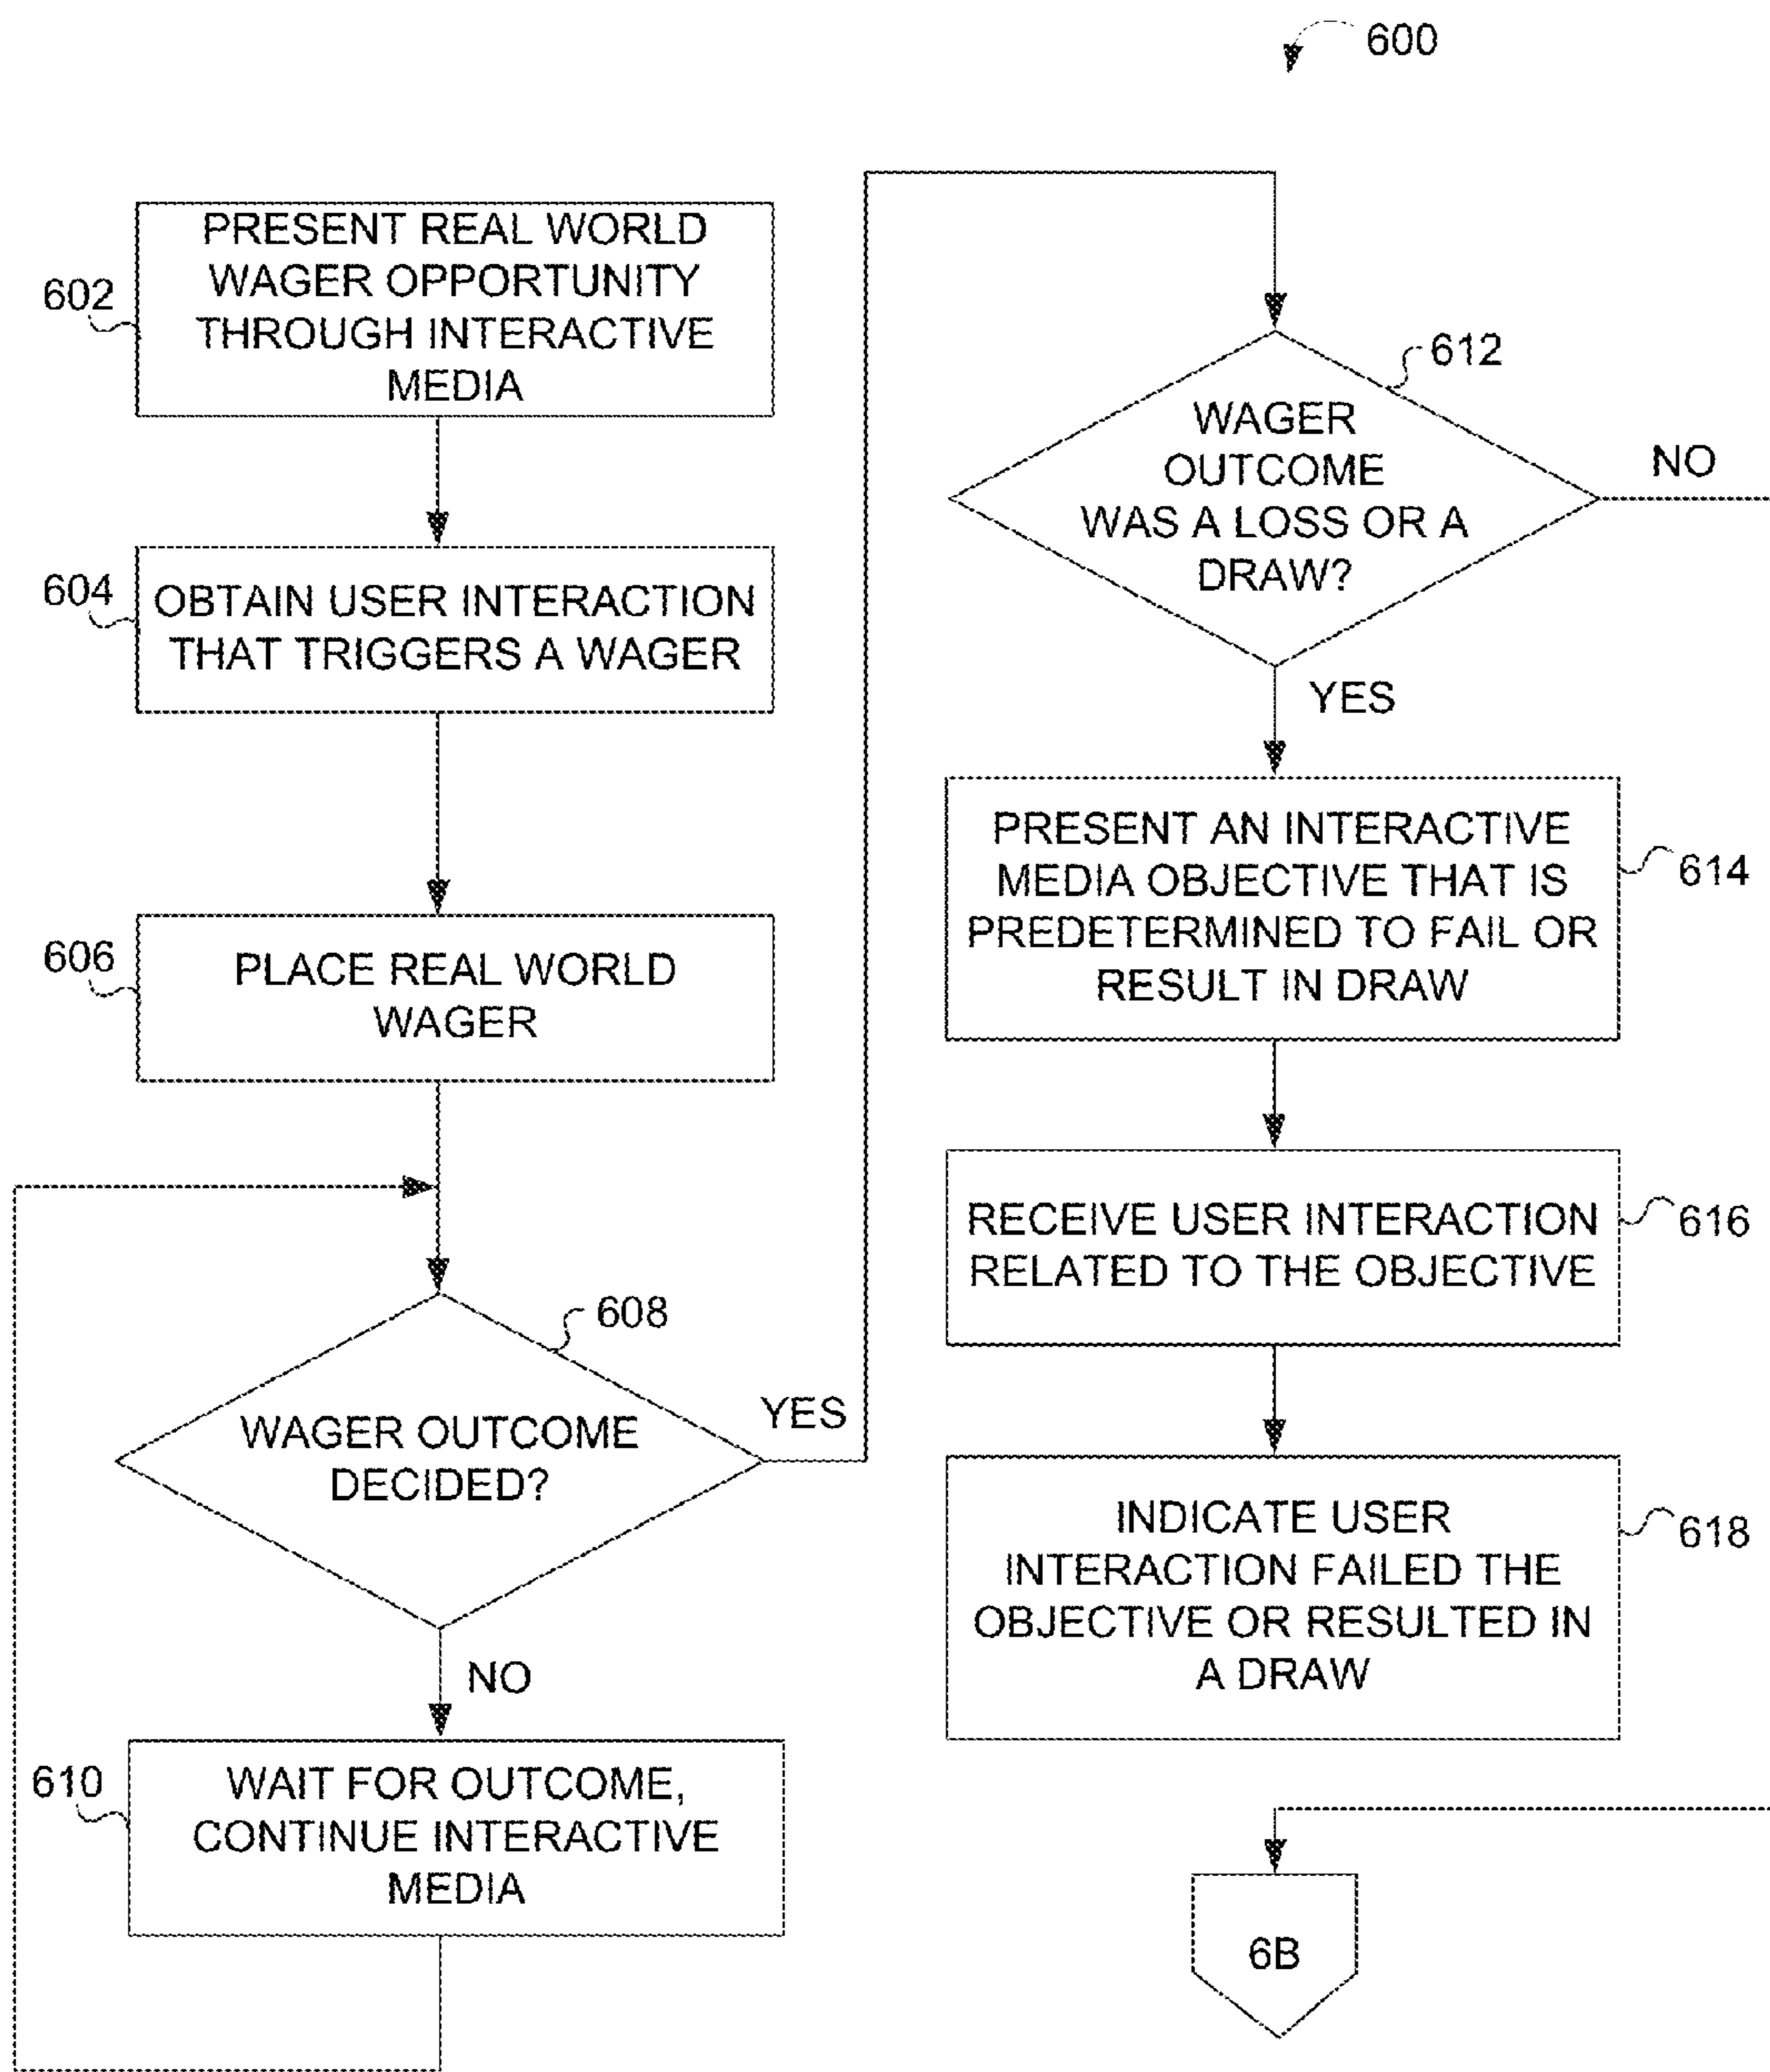 600
602
PRESENT REAL WORLD
WAGER OPPORTUNITY
THROUGH INTERACTIVE
MEDIA
604
OBTAIN USER INTERACTION
THAT TRIGGERS A WAGER
606
PLACE REAL WORLD
WAGER
608
WAGER OUTCOME
DECIDED?
YES
NO
610
WAIT FOR OUTCOME,
CONTINUE INTERACTIVE
MEDIA
612
WAGER
OUTCOME
WAS A LOSS OR A
DRAW?
NO
YES
PRESENT AN INTERACTIVE
MEDIA OBJECTIVE THAT IS
PREDETERMINED TO FAIL OR
RESULT IN DRAW
614
RECEIVE USER INTERACTION
RELATED TO THE OBJECTIVE
616
INDICATE USER
INTERACTION FAILED THE
OBJECTIVE OR RESULTED IN
A DRAW
618
6B